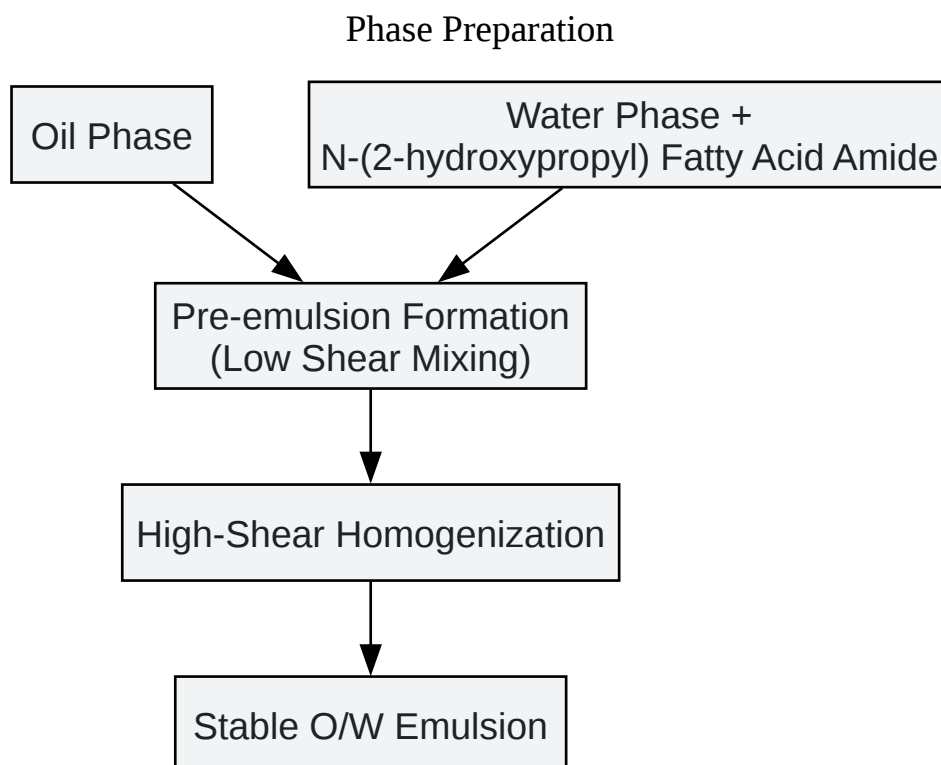 Phase Preparation
Oil Phase
Water Phase +
N-(2-hydroxypropyl) Fatty Acid Amide
Pre-emulsion Formation
(Low Shear Mixing)
High-Shear Homogenization
Stable O/W Emulsion